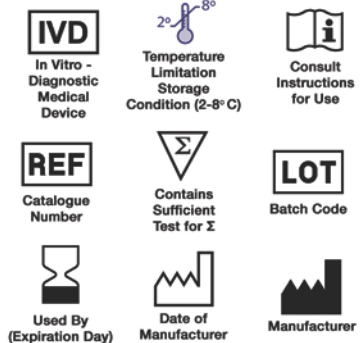 IVD
In Vitro -
Diagnostic
Medical
Device
2° 8°
Temperature
Limitation
Storage
Condition (2-8°C)
i
Consult
Instructions
for Use
REF
Catalogue
Number
Σ
Contains
Sufficient
Test for Σ
LOT
Batch Code
Used By
(Expiration Day)
Date of
Manufacturer
Manufacturer